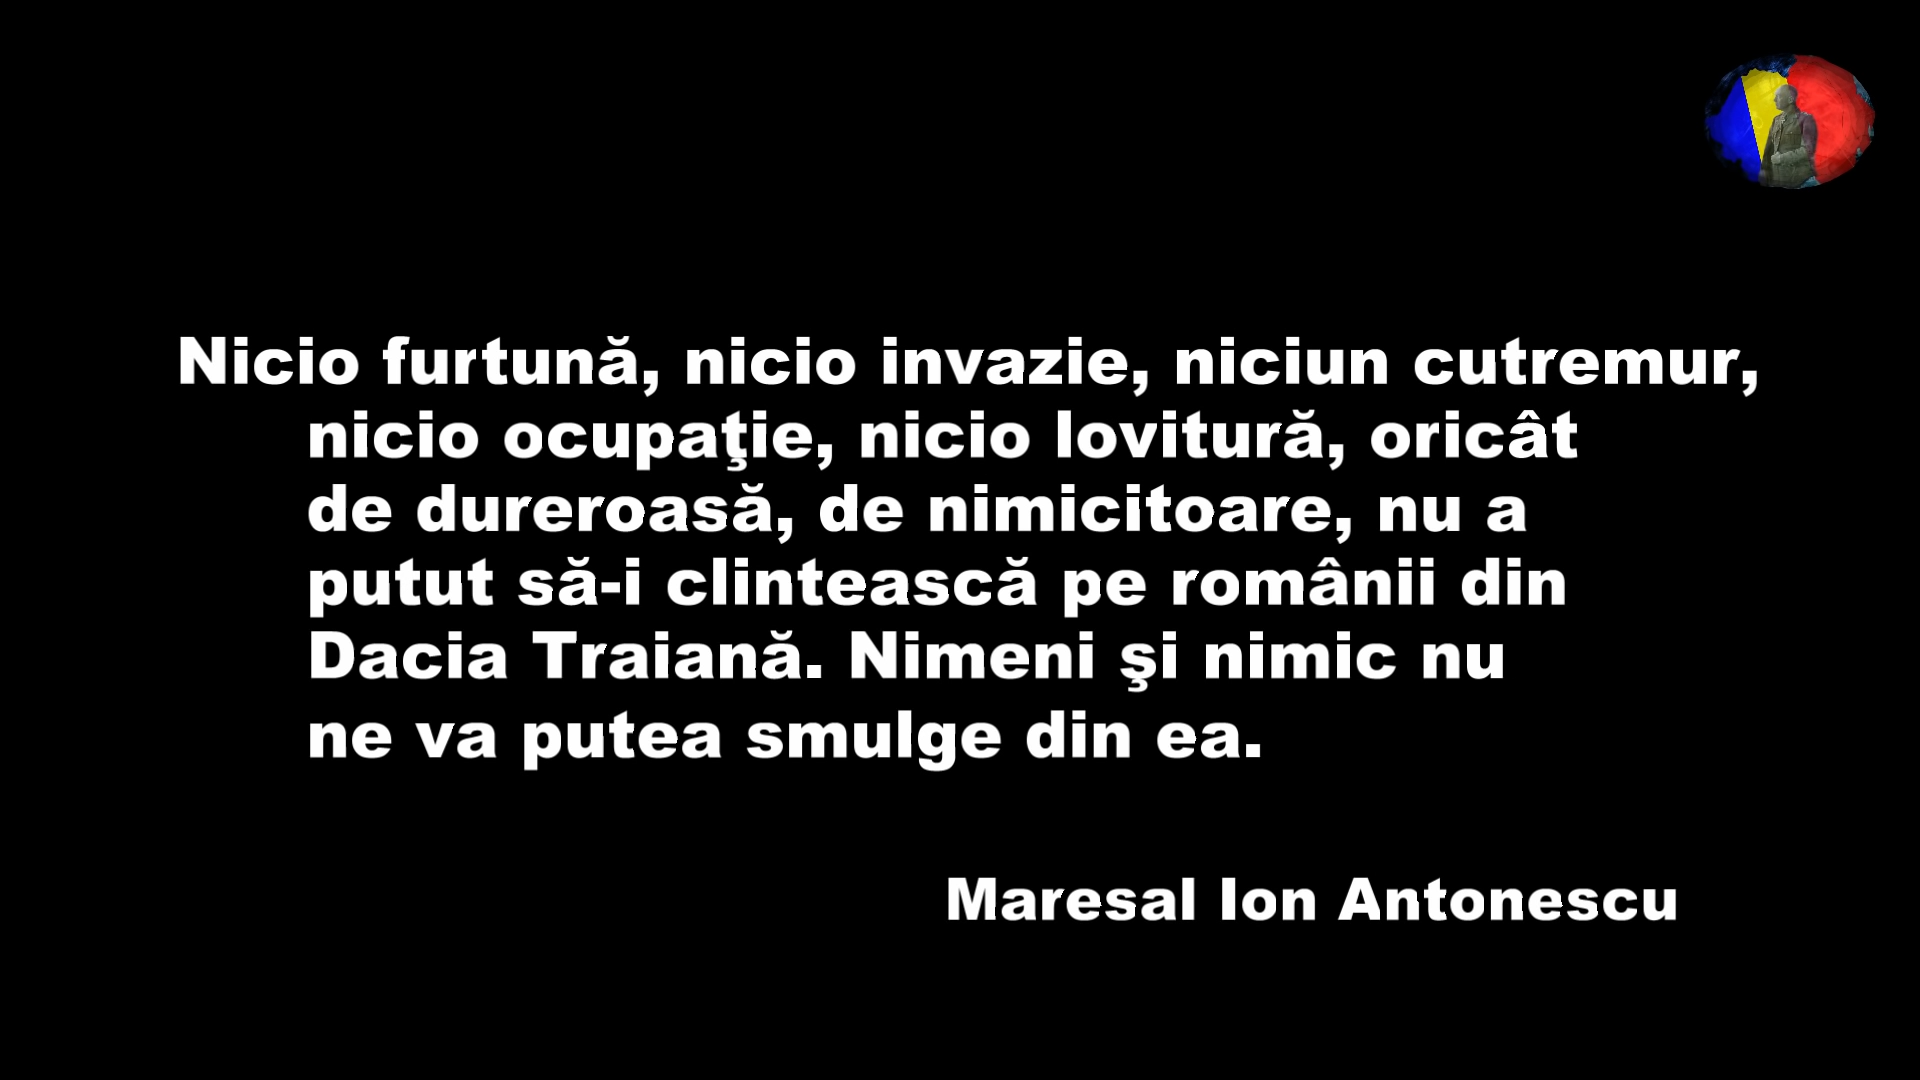 Nicio furtună, nicio invazie, niciun cutremur,
nicio ocupaţie, nicio lovitură, oricât
de dureroasă, de nimicitoare, nu a
putut să-i clintească pe românii din
Dacia Traiană. Nimeni şi nimic nu
ne va putea smulge din ea.
Maresal Ion Antonescu